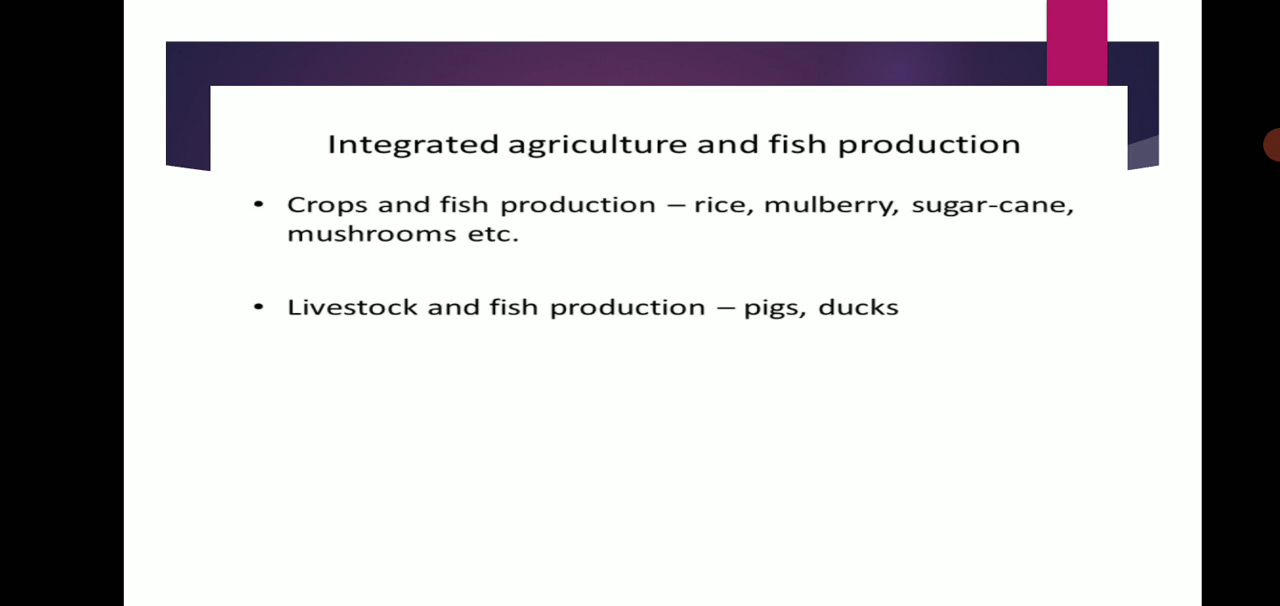 Integrated agriculture and fish production
• Crops and fish production – rice, mulberry, sugar-cane,
mushrooms etc.
• Livestock and fish production – pigs, ducks